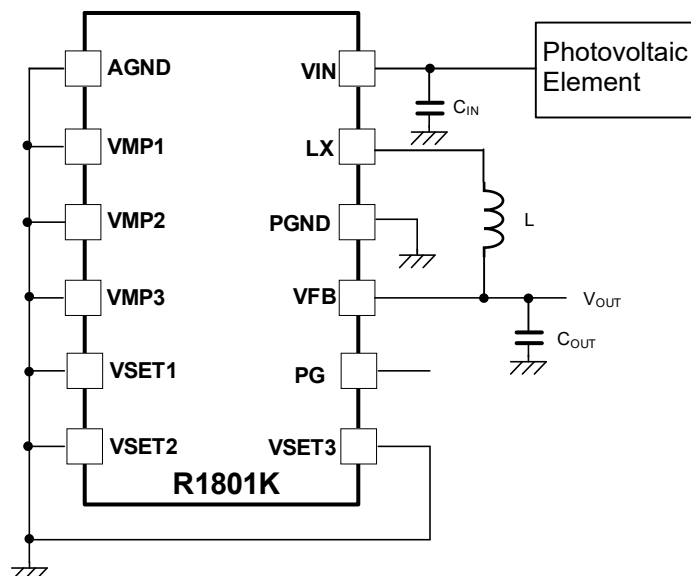 AGND
VMP1
VMP2
VMP3
VSET1
VSET2
VIN
LX
PGND
VFB
PG
VSET3
R1801K
Photovoltaic
Element
CIN
L
VOUT
COUT